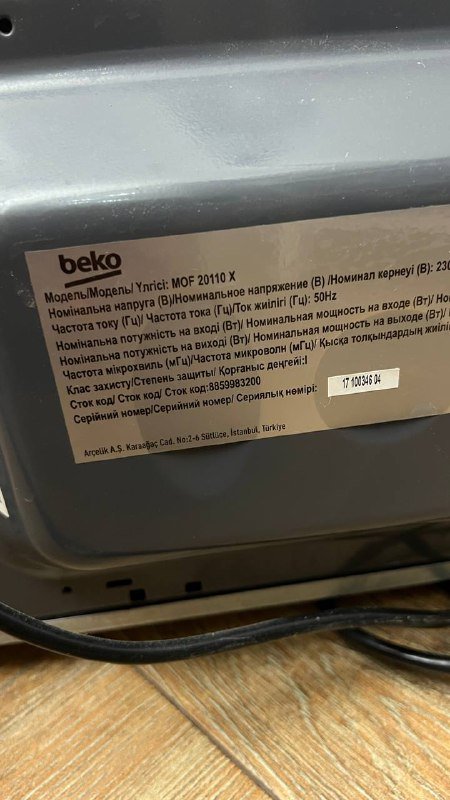 beko
Модель/Модель/ Үлгісі: MOF 20110 X
Номінальна напруга (В)/Номинальное напряжение (В) /Номинал кернеуі (В): 230
Частота току (Гц)/ Частота тока (Гц)/Ток жиілігі (Гц): 50Hz
Номінальна потужність на вході (Вт)/ Номинальная мощность на входе (Вт)/
Номінальна потужність на виході (Вт)/ Номинальная мощность на выходе (Вт)/
Частота мікрохвиль (мГц)/Частота микроволн (мГц)/ Қысқа толқындардың
Клас захисту/Степень защиты/ Қорғаныс деңгейі:I
Сток код/ Сток код/ Сток код:8859983200
Серійний номер/Серийный номер/ Сериялық нөмірі: 17 100346 04
Arçelik A.Ş. Karaağaç Cad. No:2-6 Sütlüce, İstanbul, Türkiye